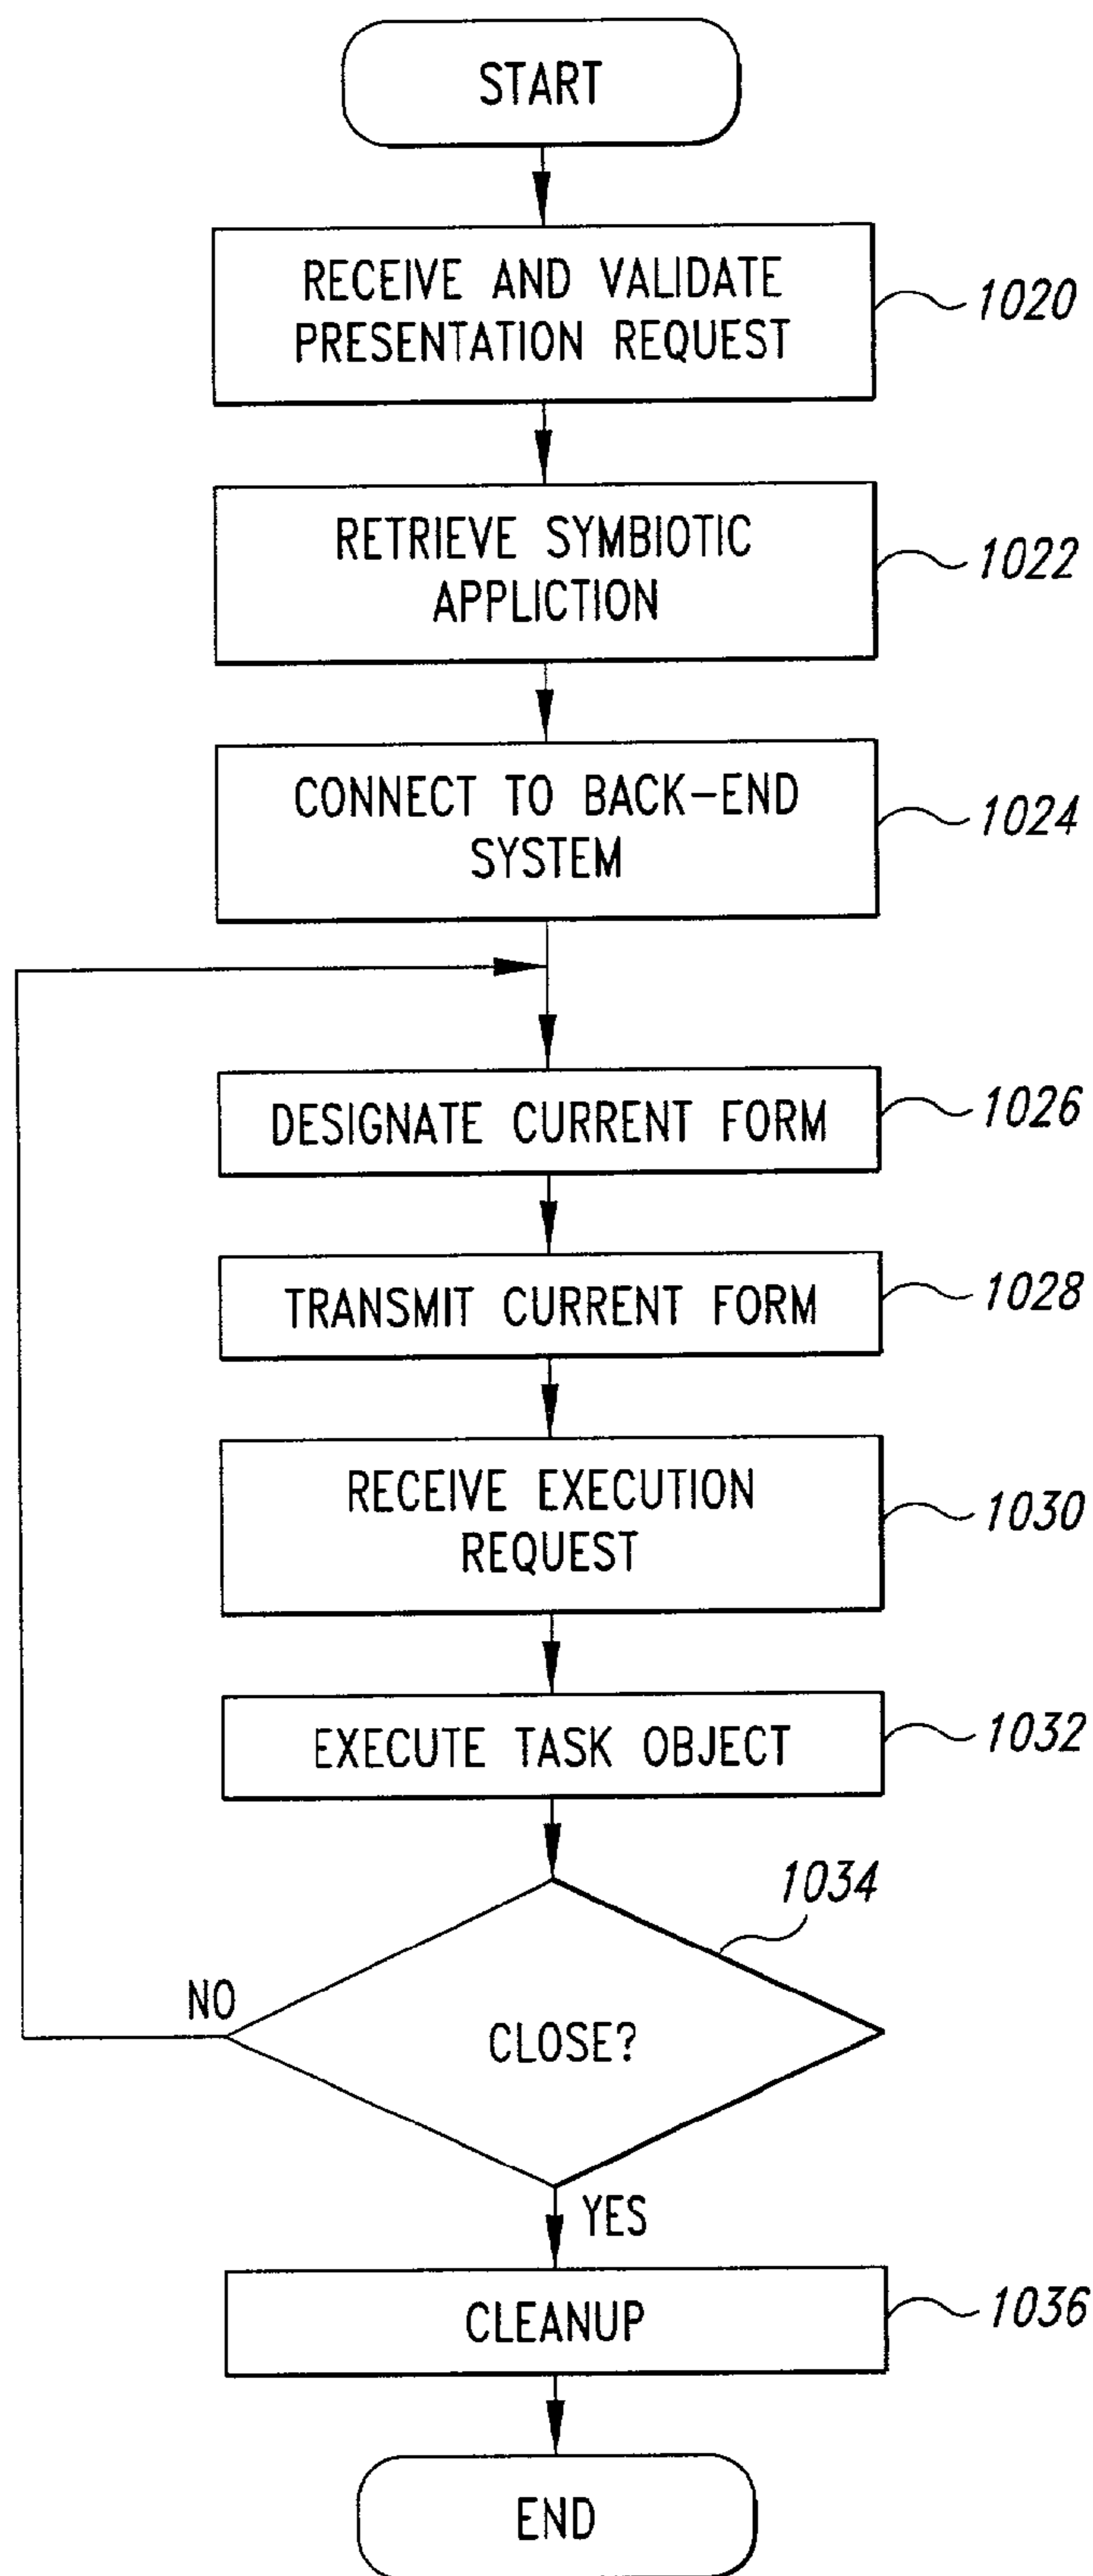 START
RECEIVE AND VALIDATE
PRESENTATION REQUEST
1020
RETRIEVE SYMBIOTIC
APPLICTION
1022
CONNECT TO BACK-END
SYSTEM
1024
DESIGNATE CURRENT FORM
1026
TRANSMIT CURRENT FORM
1028
RECEIVE EXECUTION
REQUEST
1030
EXECUTE TASK OBJECT
1032
1034
NO
CLOSE?
YES
CLEANUP
1036
END